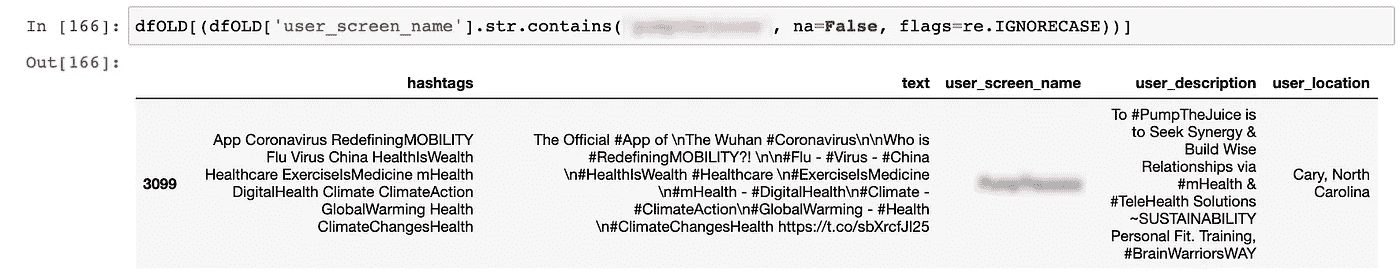 In [166]: dfOLD[(dfOLD['user_screen_name'].str.contains( , na=False, flags=re.IGNORECASE))]
Out[166]:
hashtags text user_screen_name user_description user_location
3099
App Coronavirus RedefiningMOBILITY
Flu Virus China HealthIsWealth
Healthcare ExerciseIsMedicine mHealth
DigitalHealth Climate ClimateAction
GlobalWarming Health
ClimateChangesHealth
The Official #App of \nThe Wuhan #Coronavirus\n\nWho is
#RedefiningMOBILITY?! \n\n#Flu - #Virus - #China
\n#HealthIsWealth #Healthcare \n#ExerciseIsMedicine
\n#mHealth - #DigitalHealth\n#Climate -
#ClimateAction\n#GlobalWarming - #Health
\n#ClimateChangesHealth https://t.co/sbXrcfJl25
To #PumpTheJuice is
to Seek Synergy &
Build Wise
Relationships via
#mHealth &
#TeleHealth Solutions
~SUSTAINABILITY
Personal Fit. Training,
#BrainWarriorsWAY
Cary, North
Carolina